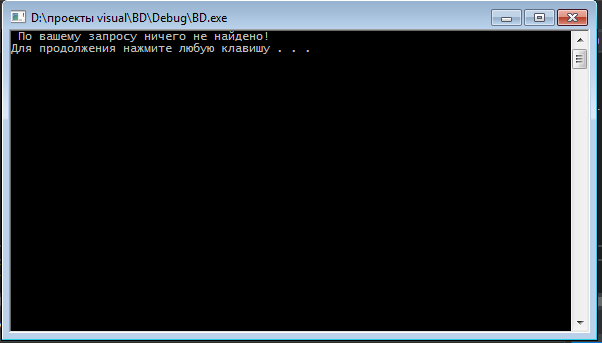 D:\проекты visual\BD\Debug\BD.exe
По вашему запросу ничего не найдено!
Для продолжения нажмите любую клавишу . . .